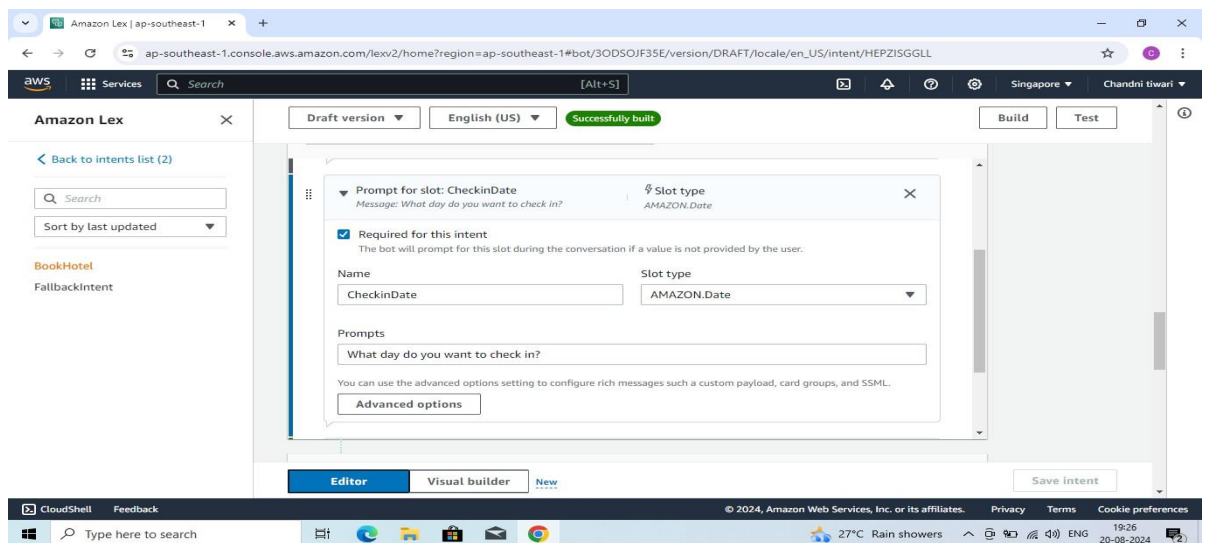 Amazon Lex | ap-southeast-1
ap-southeast-1.console.aws.amazon.com/lexv2/home?region=ap-southeast-1#bot/3ODSOJF35E/version/DRAFT/locale/en_US/intent/HEPZISGGLL
C
aws Services Search [Alt+S] Singapore Chandni tiwari
Amazon Lex
Draft version English (US) Successfully built Build Test
Back to intents list (2)
Search
Sort by last updated
BookHotel
FallbackIntent
Prompt for slot: CheckinDate
Message: What day do you want to check in?
Slot type
AMAZON.Date
Required for this intent
The bot will prompt for this slot during the conversation if a value is not provided by the user.
Name Slot type
CheckinDate AMAZON.Date
Prompts
What day do you want to check in?
You can use the advanced options setting to configure rich messages such a custom payload, card groups, and SSML.
Advanced options
Editor Visual builder New Save intent
CloudShell Feedback © 2024, Amazon Web Services, Inc. or its affiliates. Privacy Terms Cookie preferences
Type here to search 27°C Rain showers ENG 19:26
20-08-2024 2